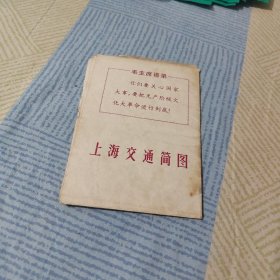 毛主席语录
你们要关心国家
大事，要把无产阶级文
化大革命进行到底！
上海交通简图